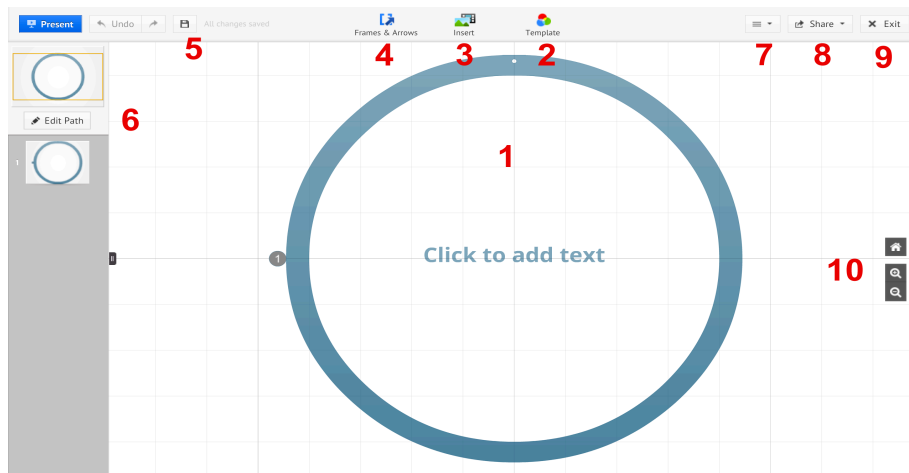 Present
Undo
All changes saved
Frames & Arrows
Insert
Template
Share
Exit
5
4
3
2
7
8
9
Edit Path
6
1
1
1
Click to add text
10